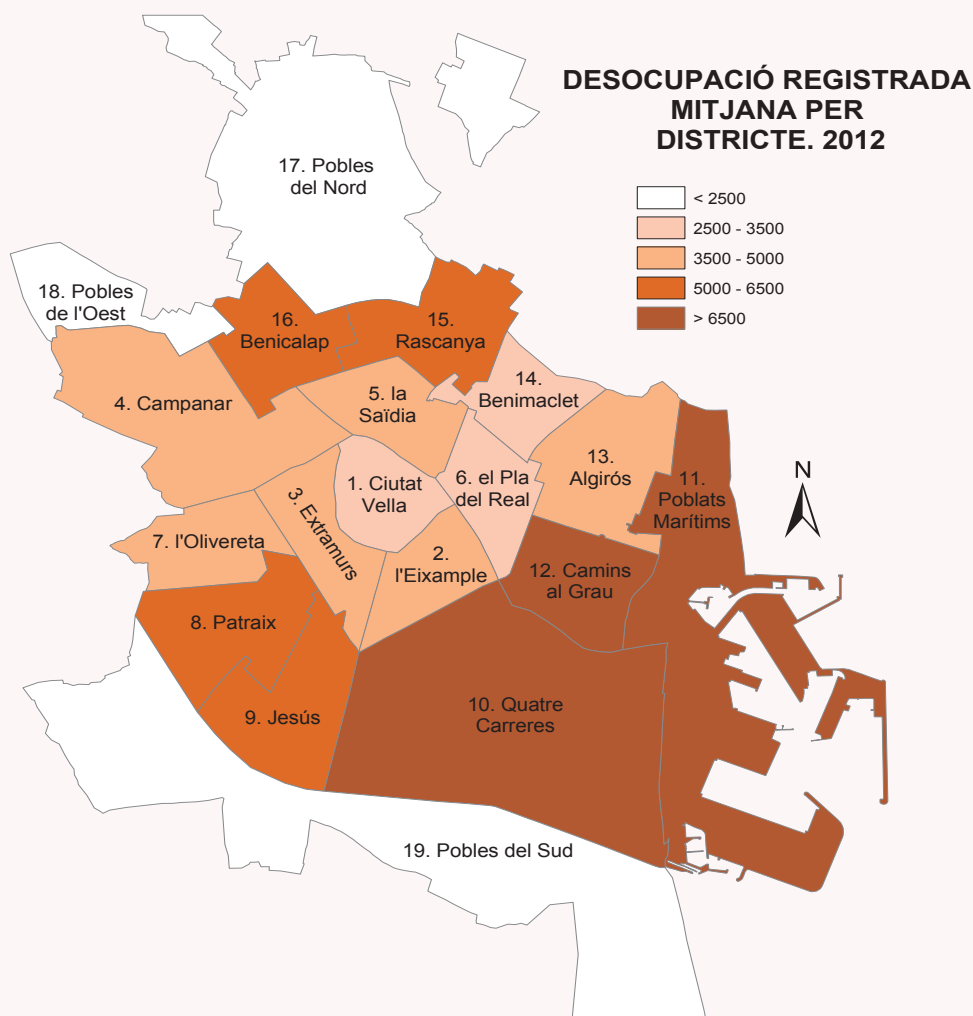 DESOCUPACIÓ REGISTRADA
MITJANA PER
DISTRICTE. 2012
< 2500
2500 - 3500
3500 - 5000
5000 - 6500
> 6500
17. Pobles
del Nord
18. Pobles
de l'Oest
16.
Benicalap
15.
Rascanya
14.
Benimaclet
5. la
Saïdia
4. Campanar
13.
Algirós
6. el Pla
del Real
1. Ciutat
Vella
3. Extramurs
11.
Poblats
Marítims
N
7. l'Olivereta
2.
l'Eixample
12. Camins
al Grau
8. Patraix
9. Jesús
10. Quatre
Carreres
19. Pobles del Sud